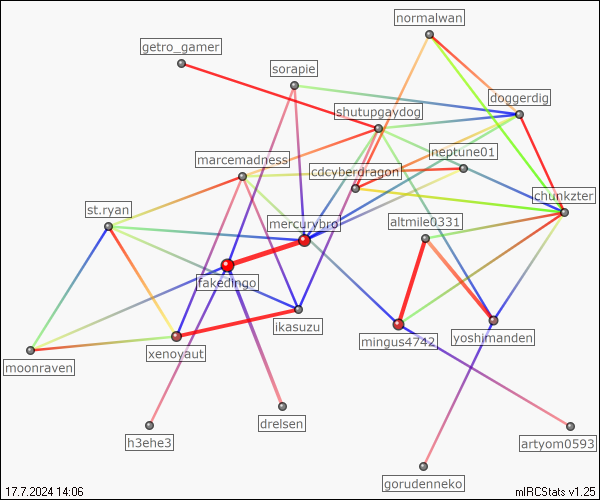 normalwan
getro_gamer
sorapie
doggerdig
shutupgaydog
neptune01
marcemadness
cdcyberdragon
chunkzter
st.ryan
mercurybro
altmile0331
fakedingo
ikasuzu
yoshimanden
mingus4742
xenoyaut
moonraven
drelsen
h3ehe3
artyom0593
gorudenneko
17.7.2024 14:06
mIRCStats v1.25